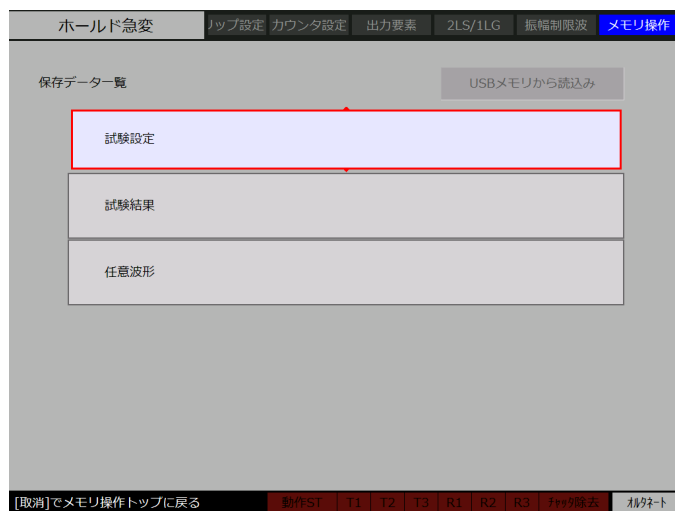 ホールド急変 リップ設定 カウンタ設定 出力要素 2LS/1LG 振幅制限波 メモリ操作
保存データ一覧 USBメモリから読込み
試験設定
試験結果
任意波形
[取消]でメモリ操作トップに戻る 動作ST T1 T2 T3 R1 R2 R3 ﾁｬｯﾀ除去 ｵﾙﾀﾈｰﾄ